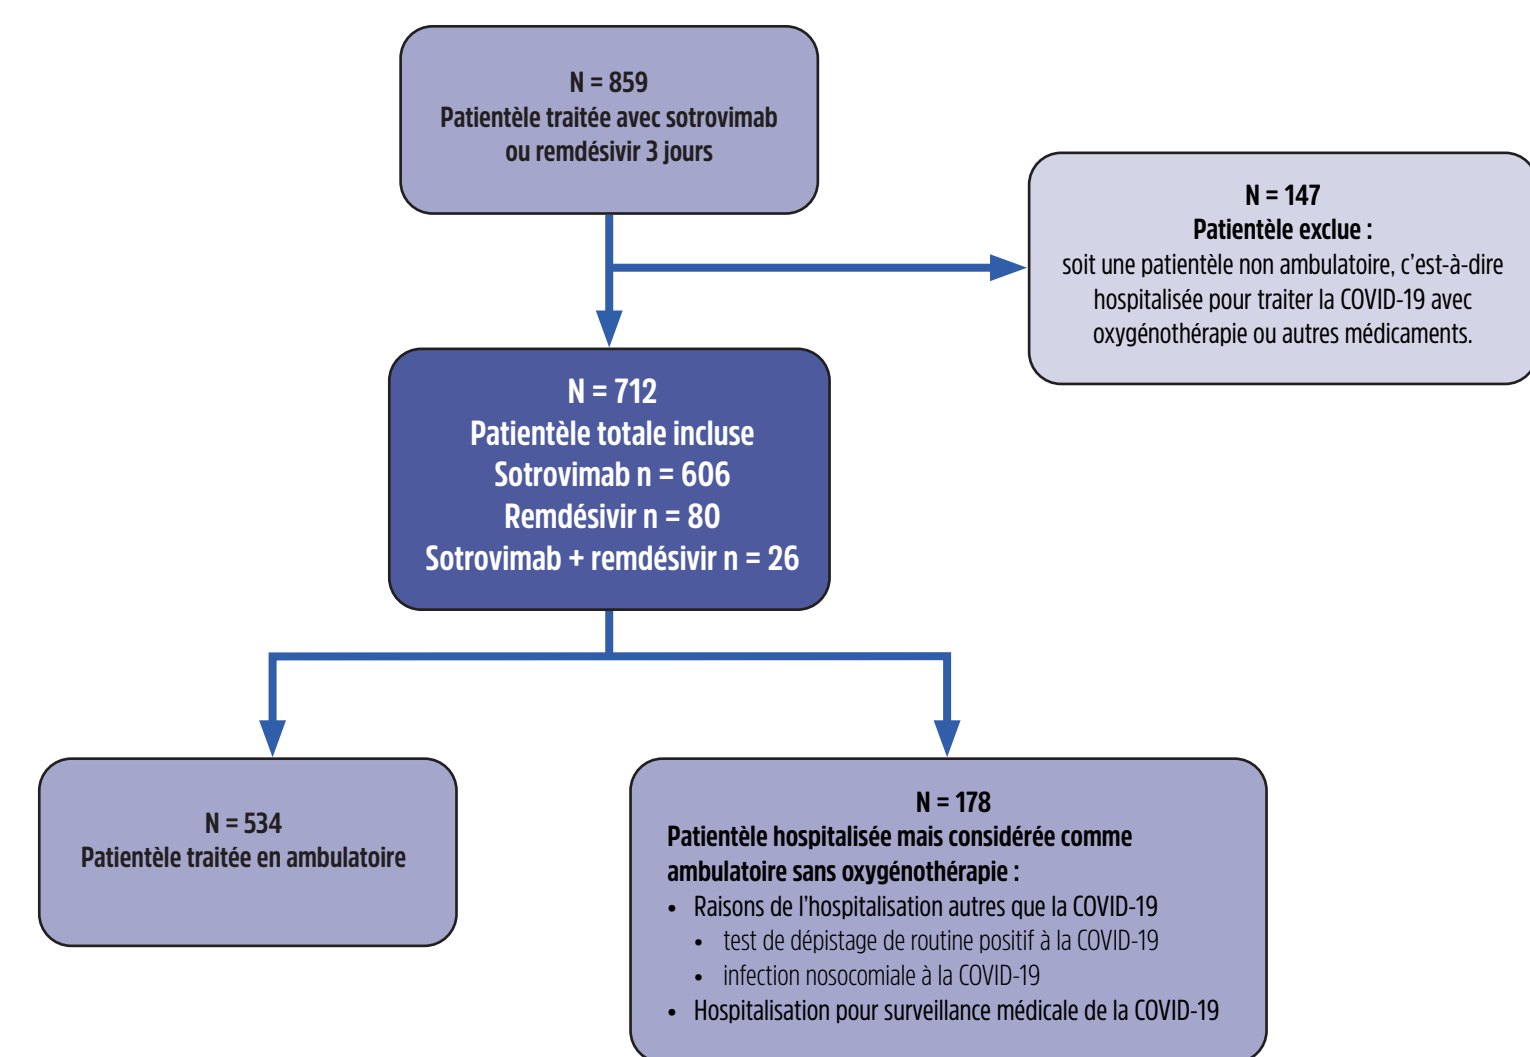 N = 859
Patientèle traitée avec sotrovimab
ou remdésivir 3 jours
N = 147
Patientèle exclue :
soit une patientèle non ambulatoire, c’est-à-dire
hospitalisée pour traiter la COVID-19 avec
oxygénothérapie ou autres médicaments.
N = 712
Patientèle totale incluse
Sotrovimab n = 606
Remdésivir n = 80
Sotrovimab + remdésivir n = 26
N = 534
Patientèle traitée en ambulatoire
N = 178
Patientèle hospitalisée mais considérée comme
ambulatoire sans oxygénothérapie :
• Raisons de l’hospitalisation autres que la COVID-19
• test de dépistage de routine positif à la COVID-19
• infection nosocomiale à la COVID-19
• Hospitalisation pour surveillance médicale de la COVID-19